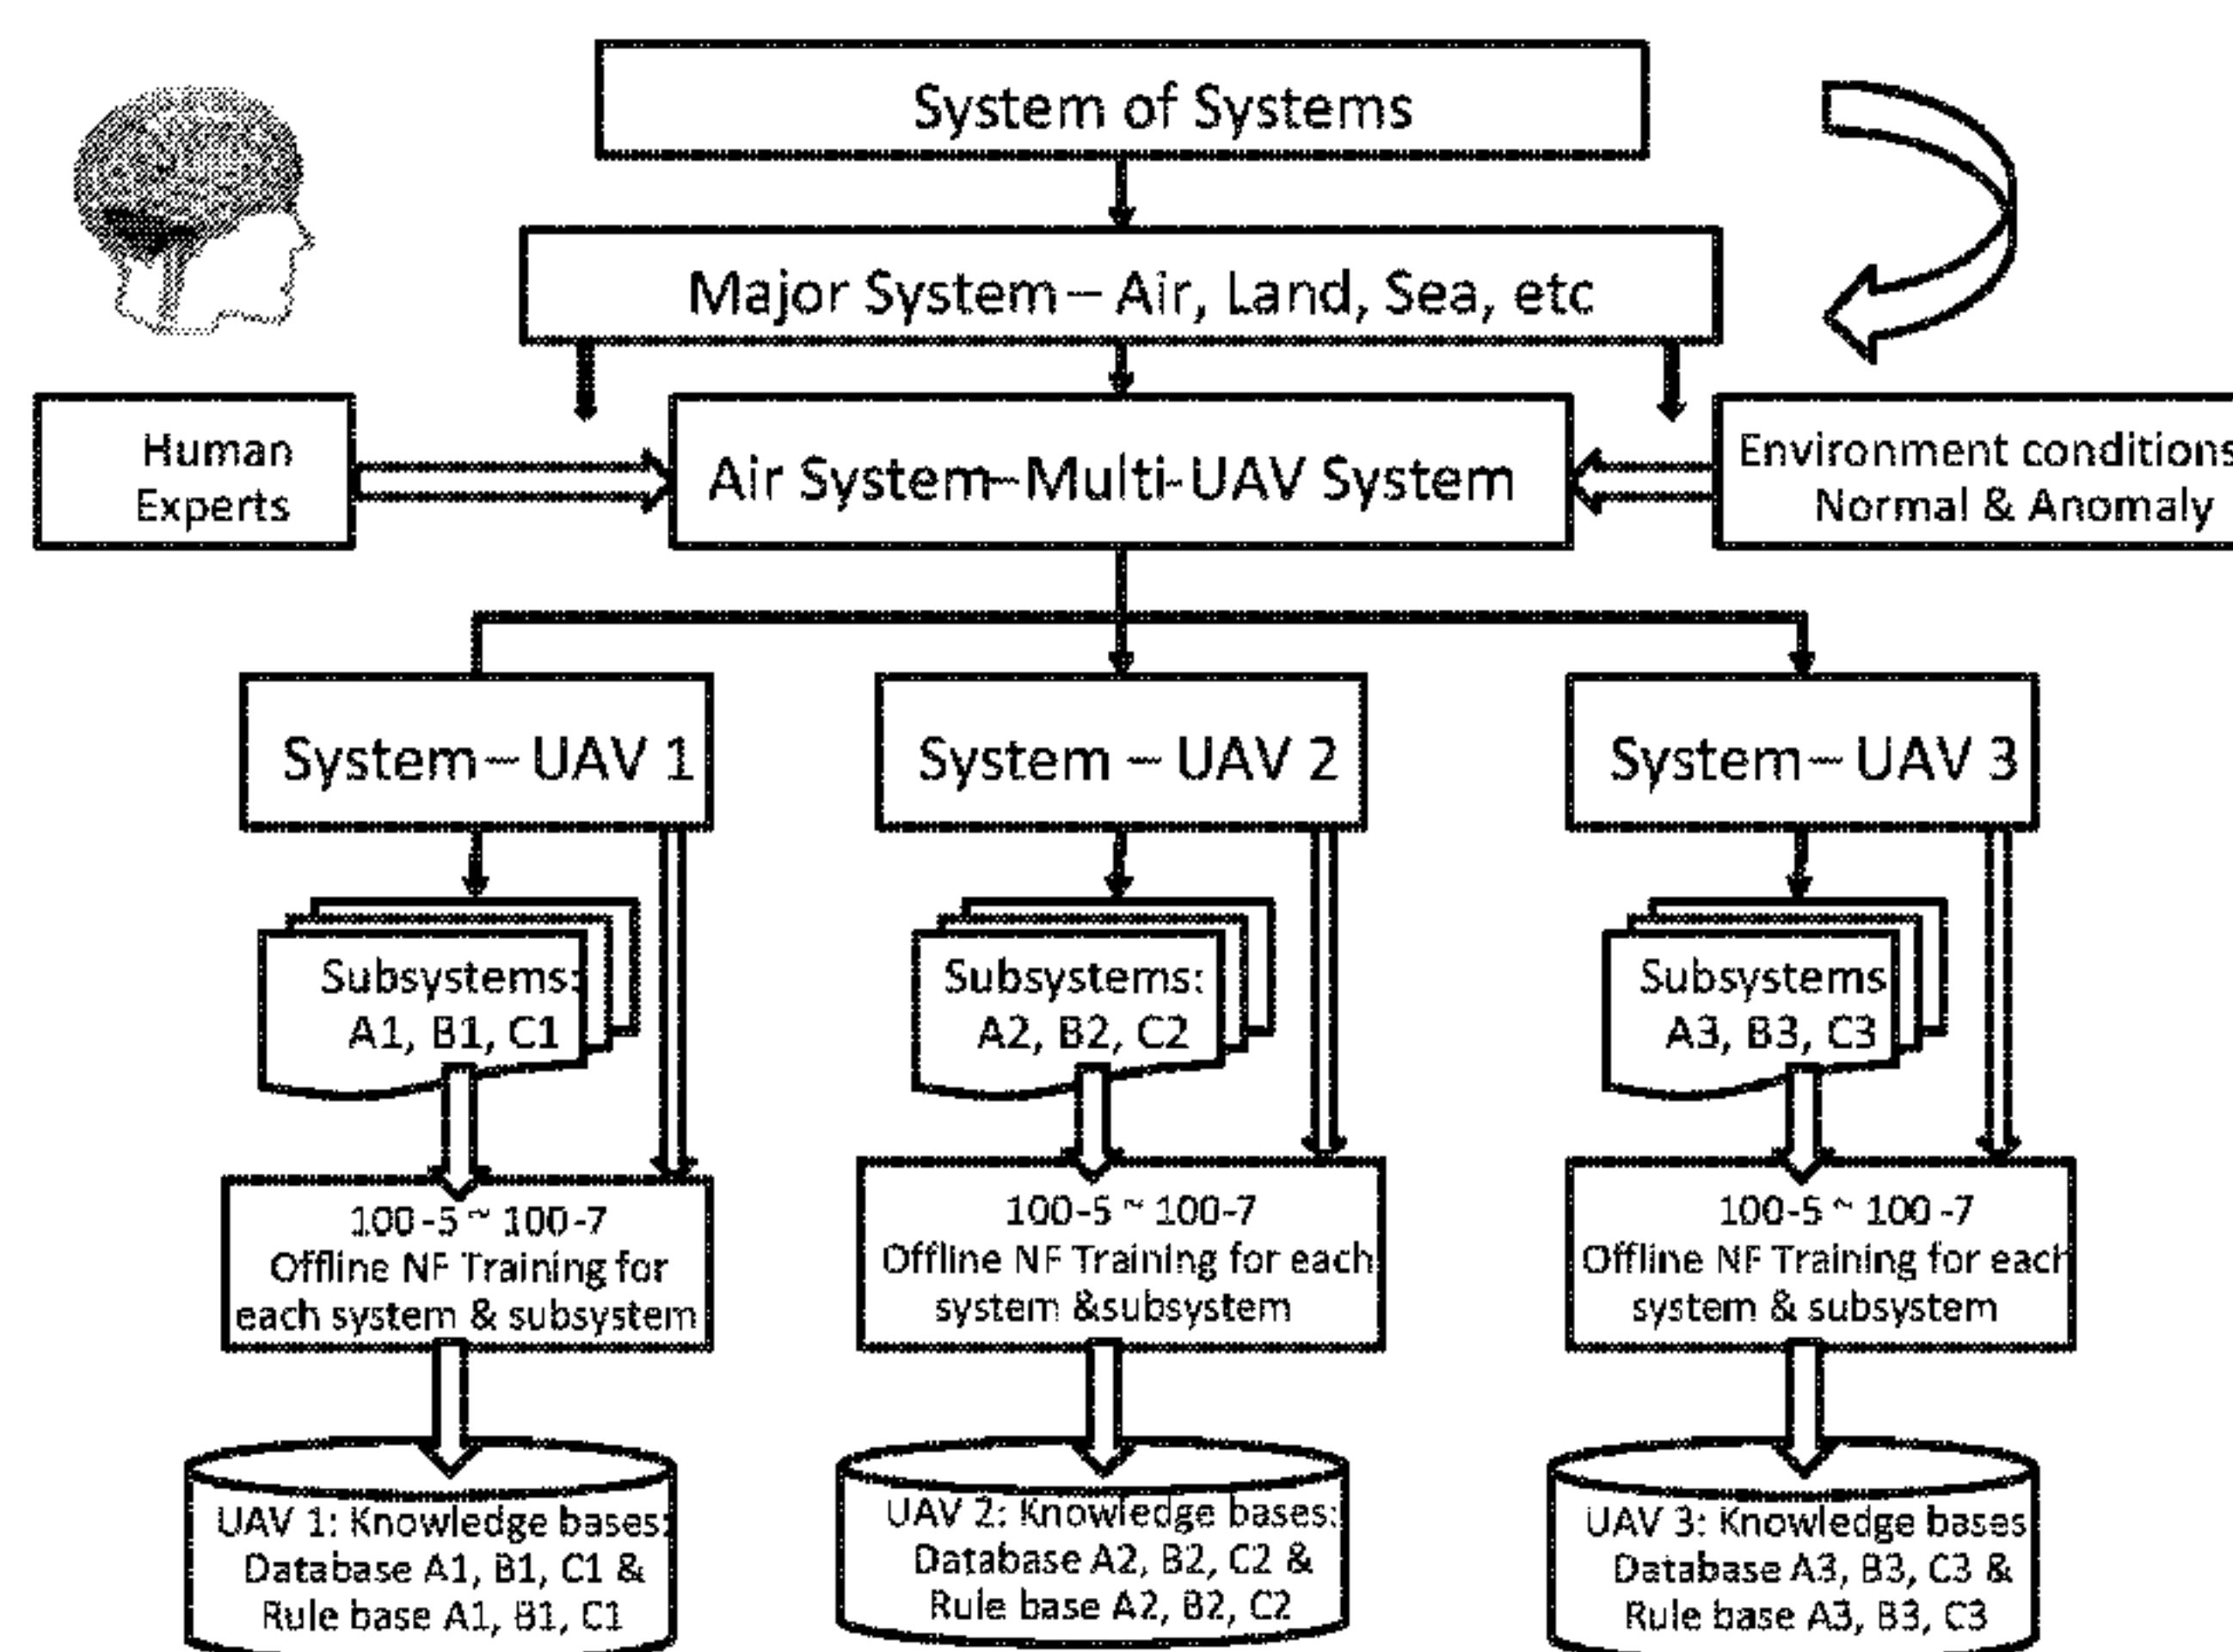 System of Systems
Major System – Air, Land, Sea, etc
Human
Experts
Air System–Multi-UAV System
Environment conditions
Normal & Anomaly
System – UAV 1
System – UAV 2
System – UAV 3
Subsystems:
A1, B1, C1
Subsystems:
A2, B2, C2
Subsystems
A3, B3, C3
100-5 ~ 100-7
Offline NF Training for
each system & subsystem
100-5 ~ 100-7
Offline NF Training for each
system &subsystem
100-5 ~ 100-7
Offline NF Training for each
system & subsystem
UAV 1: Knowledge bases:
Database A1, B1, C1 &
Rule base A1, B1, C1
UAV 2: Knowledge bases:
Database A2, B2, C2 &
Rule base A2, B2, C2
UAV 3: Knowledge bases
Database A3, B3, C3 &
Rule base A3, B3, C3